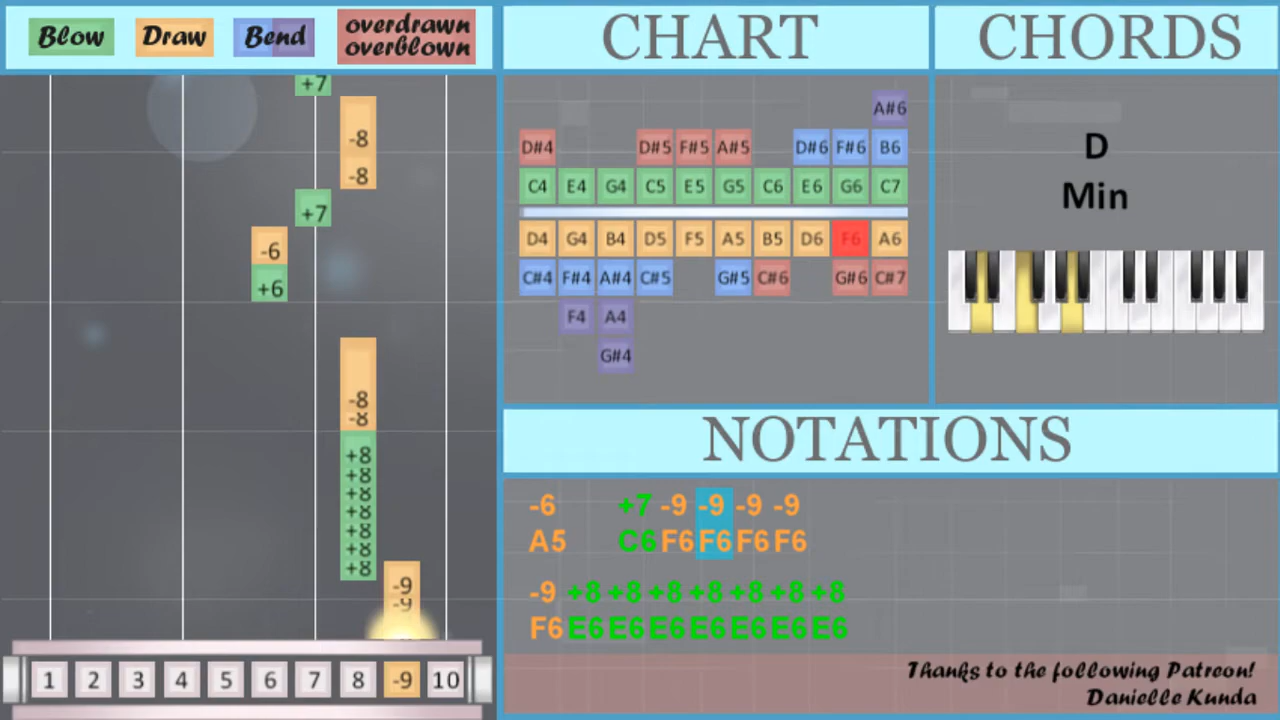 Blow Draw Bend overdrawn
overblown
CHART
CHORDS
+7
-8
-8
+7
-6
+6
-8
-8
+8
+8
+8
+8
+8
+8
+8
-9
-9
1 2 3 4 5 6 7 8 -9 10
A#6
D#4 D#5 F#5 A#5 D#6 F#6 B6
C4 E4 G4 C5 E5 G5 C6 E6 G6 C7
D4 G4 B4 D5 F5 A5 B5 D6 F6 A6
C#4 F#4 A#4 C#5 G#5 C#6 G#6 C#7
F4 A4
G#4
D
Min
NOTATIONS
-6 +7 -9 -9 -9 -9
A5 C6 F6 F6 F6 F6
-9 +8 +8 +8 +8 +8 +8 +8
F6 E6 E6 E6 E6 E6 E6 E6
Thanks to the following Patreon!
Danielle Kunda